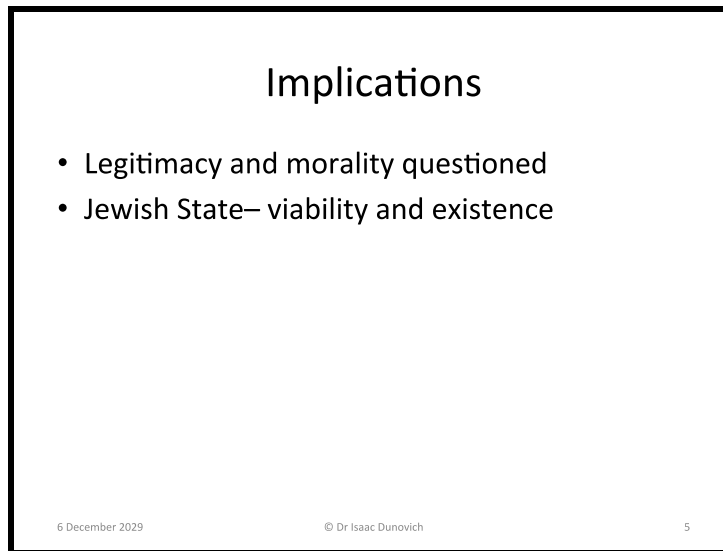 Implications
• Legitimacy and morality questioned
• Jewish State– viability and existence
6 December 2029
© Dr Isaac Dunovich
5